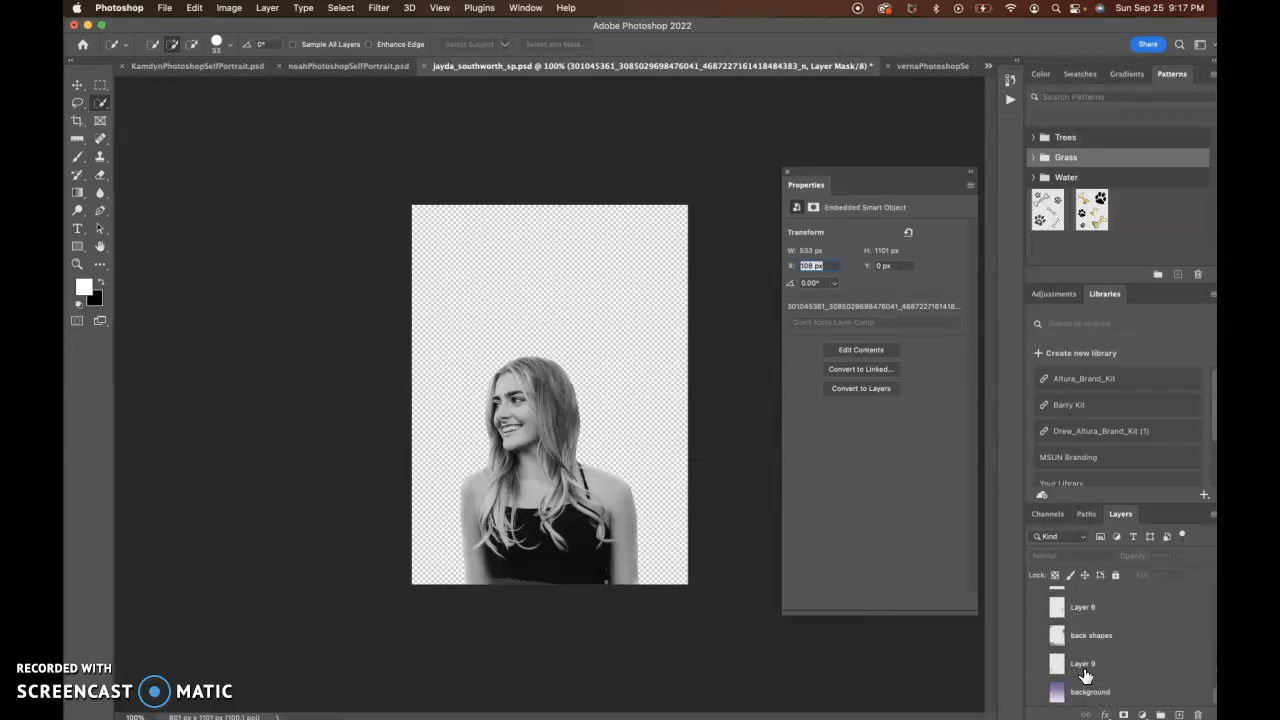 Photoshop File Edit Image Layer Type Select Filter 3D View Plugins Window Help Sun Sep 25 9:17 PM
Adobe Photoshop 2022
33 0° Sample All Layers Enhance Edge Select Subject Select and Mask... Share
KamdynPhotoshopSelfPortrait.psd noahPhotoshopSelfPortrait.psd jayda_southworth_sp.psd @ 100% (301045361_3085029698476041_4687227161418484383_n, Layer Mask/8) * vernaPhotoshopSe
Color Swatches Gradients Patterns
Search Patterns
Trees
Grass
Water
Properties
Embedded Smart Object
Transform
W: 533 px H: 1101 px
X: 108 px Y: 0 px
0.00°
301045361_3085029698476041_4687227161418...
Don't Apply Layer Comp
Edit Contents
Convert to Linked...
Convert to Layers
Adjustments Libraries
Create new library
Altura_Brand_Kit
Barry Kit
Drew_Altura_Brand_Kit (1)
MSUN Branding
Your Library
Channels Paths Layers
Kind
Normal Opacity:
Lock: Fill:
Layer 6
back shapes
Layer 9
background
RECORDED WITH
SCREENCAST MATIC
100% 801 px x 1101 px (100.1 ppi)